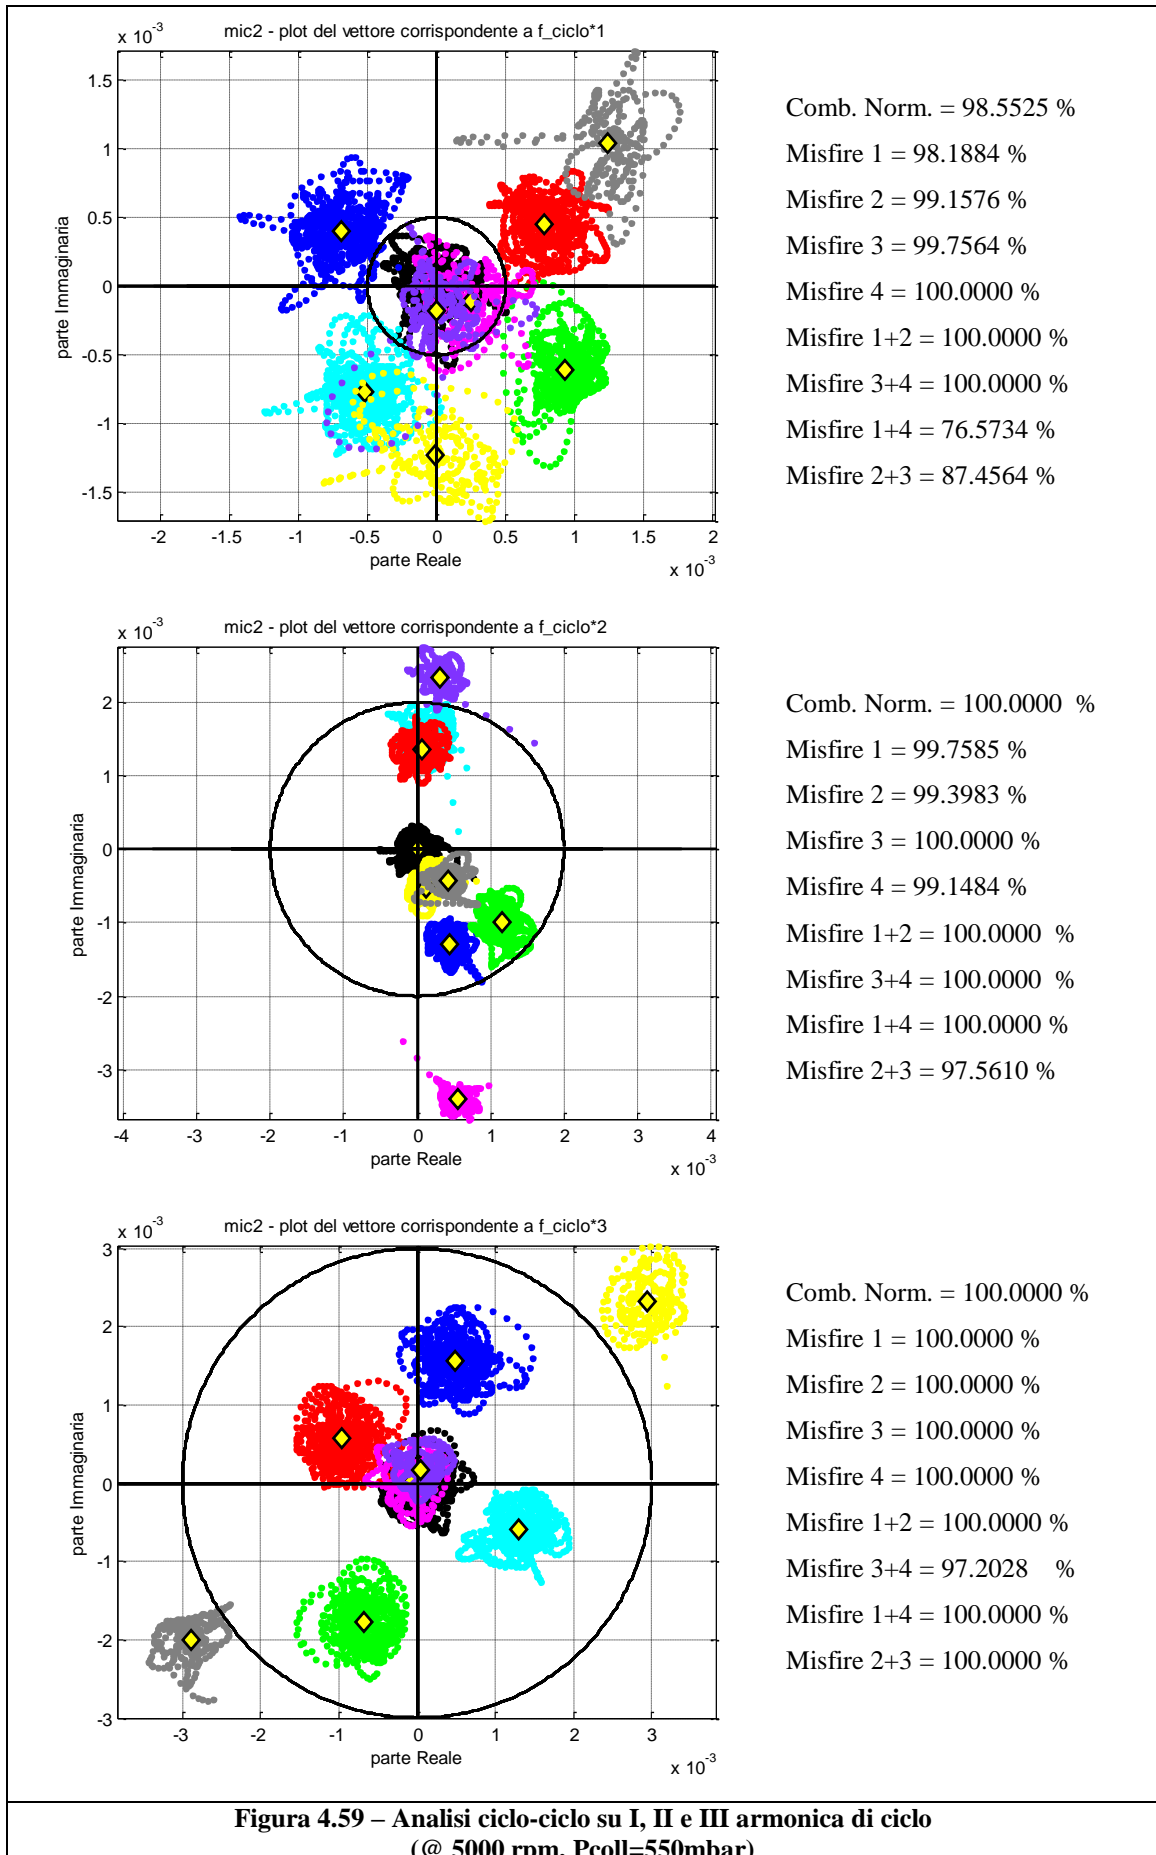 x 10-3
mic2 - plot del vettore corrispondente a f_ciclo*1
1.5
1
0.5
0
-0.5
-1
-1.5
parte Immaginaria
-2 -1.5 -1 -0.5 0 0.5 1 1.5 2
parte Reale
x 10-3
Comb. Norm. = 98.5525 %
Misfire 1 = 98.1884 %
Misfire 2 = 99.1576 %
Misfire 3 = 99.7564 %
Misfire 4 = 100.0000 %
Misfire 1+2 = 100.0000 %
Misfire 3+4 = 100.0000 %
Misfire 1+4 = 76.5734 %
Misfire 2+3 = 87.4564 %
x 10-3
mic2 - plot del vettore corrispondente a f_ciclo*2
2
1
0
-1
-2
-3
parte Immaginaria
-4 -3 -2 -1 0 1 2 3 4
parte Reale
x 10-3
Comb. Norm. = 100.0000 %
Misfire 1 = 99.7585 %
Misfire 2 = 99.3983 %
Misfire 3 = 100.0000 %
Misfire 4 = 99.1484 %
Misfire 1+2 = 100.0000 %
Misfire 3+4 = 100.0000 %
Misfire 1+4 = 100.0000 %
Misfire 2+3 = 97.5610 %
x 10-3
mic2 - plot del vettore corrispondente a f_ciclo*3
3
2
1
0
-1
-2
-3
parte Immaginaria
-3 -2 -1 0 1 2 3
parte Reale
x 10-3
Comb. Norm. = 100.0000 %
Misfire 1 = 100.0000 %
Misfire 2 = 100.0000 %
Misfire 3 = 100.0000 %
Misfire 4 = 100.0000 %
Misfire 1+2 = 100.0000 %
Misfire 3+4 = 97.2028 %
Misfire 1+4 = 100.0000 %
Misfire 2+3 = 100.0000 %
Figura 4.59 – Analisi ciclo-ciclo su I, II e III armonica di ciclo
(@ 5000 rpm, Pcoll=550mbar)